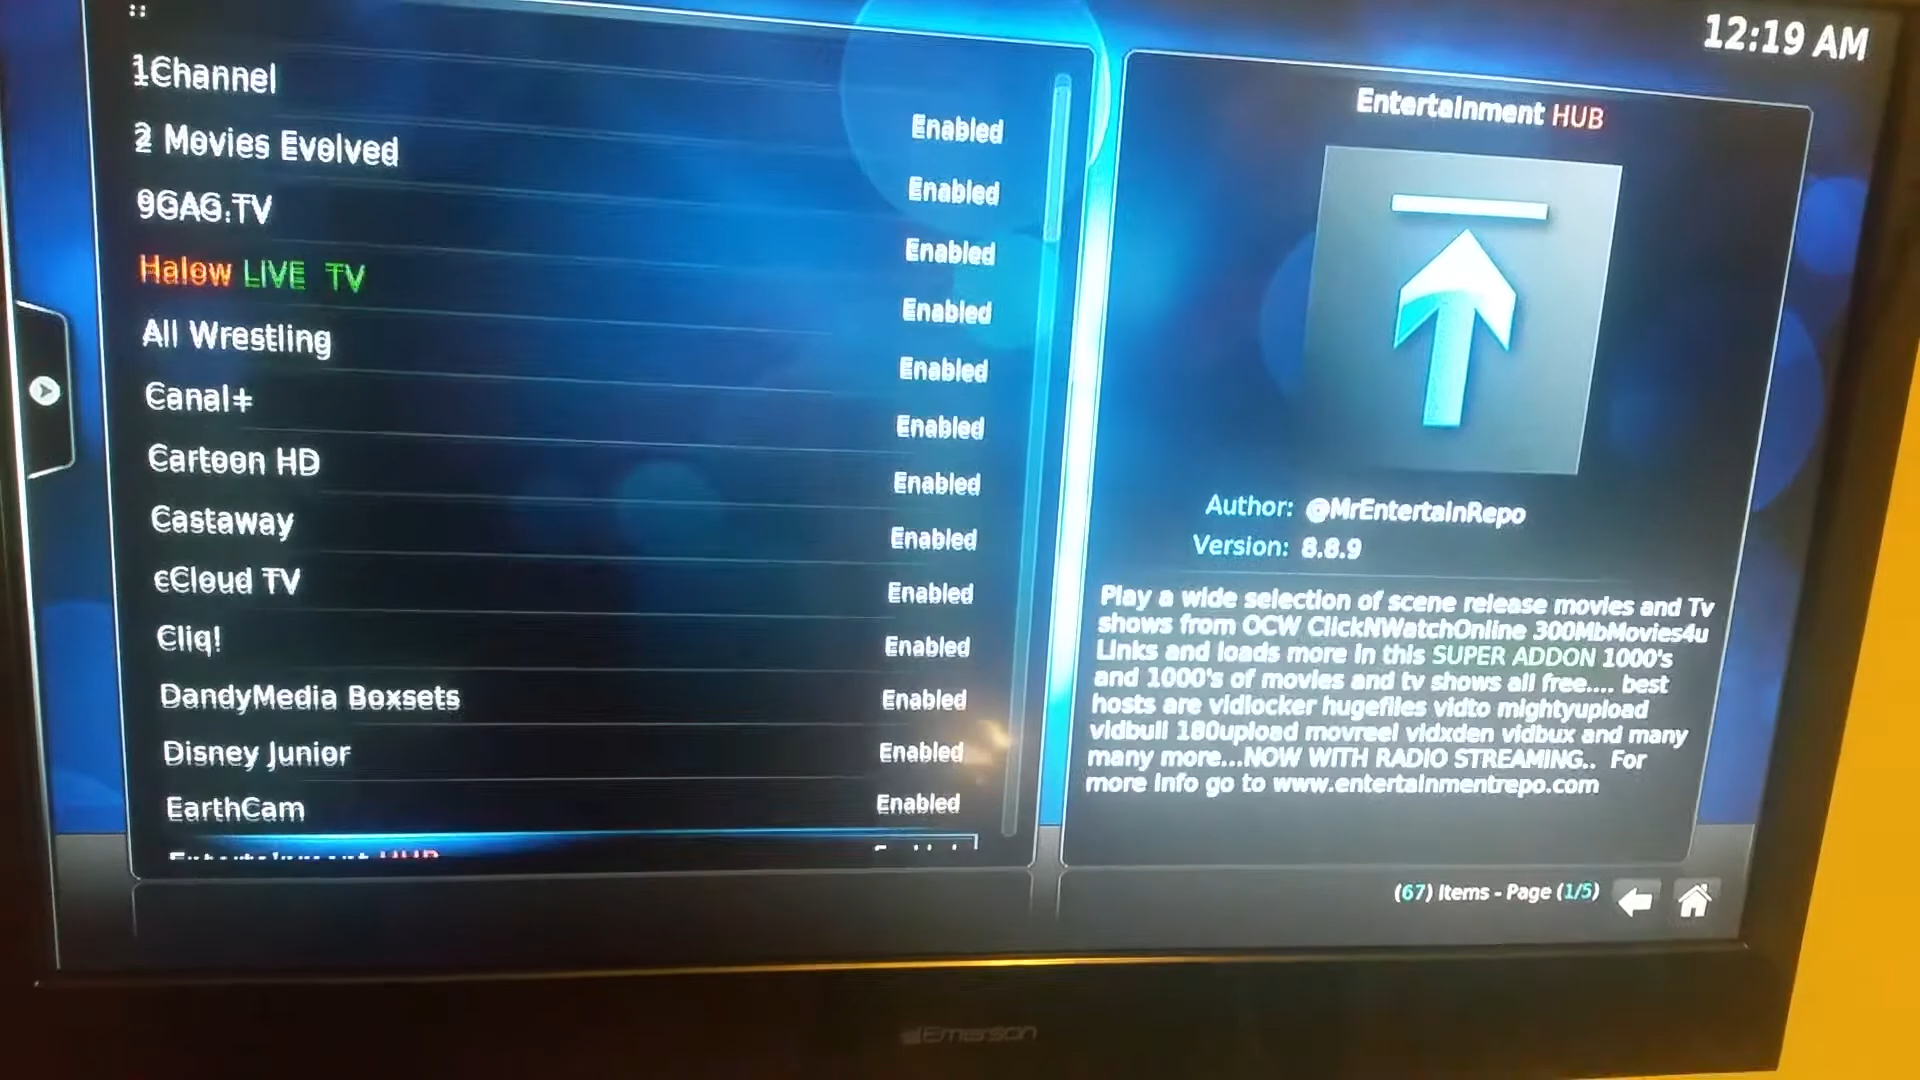 12:19 AM
1Channel
Enabled
2 Movies Evolved
Enabled
9GAG.TV
Enabled
Halow LIVE TV
Enabled
All Wrestling
Enabled
Canal+
Enabled
Cartoon HD
Enabled
Castaway
Enabled
cCloud TV
Enabled
Cliq!
Enabled
DandyMedia Boxsets
Enabled
Disney Junior
Enabled
EarthCam
Enabled
Entertainment HUB
Enabled
Entertainment HUB
Author: @MrEntertainRepo
Version: 8.8.9
Play a wide selection of scene release movies and Tv
shows from OCW ClickNWatchOnline 300MbMovies4u
Links and loads more in this SUPER ADDON 1000's
and 1000's of movies and tv shows all free.... best
hosts are vidlocker hugefiles vidto mightyupload
vidbull 180upload movreel vidxden vidbux and many
many more...NOW WITH RADIO STREAMING.. For
more info go to www.entertainmentrepo.com
(67) Items - Page (1/5)
Emerson